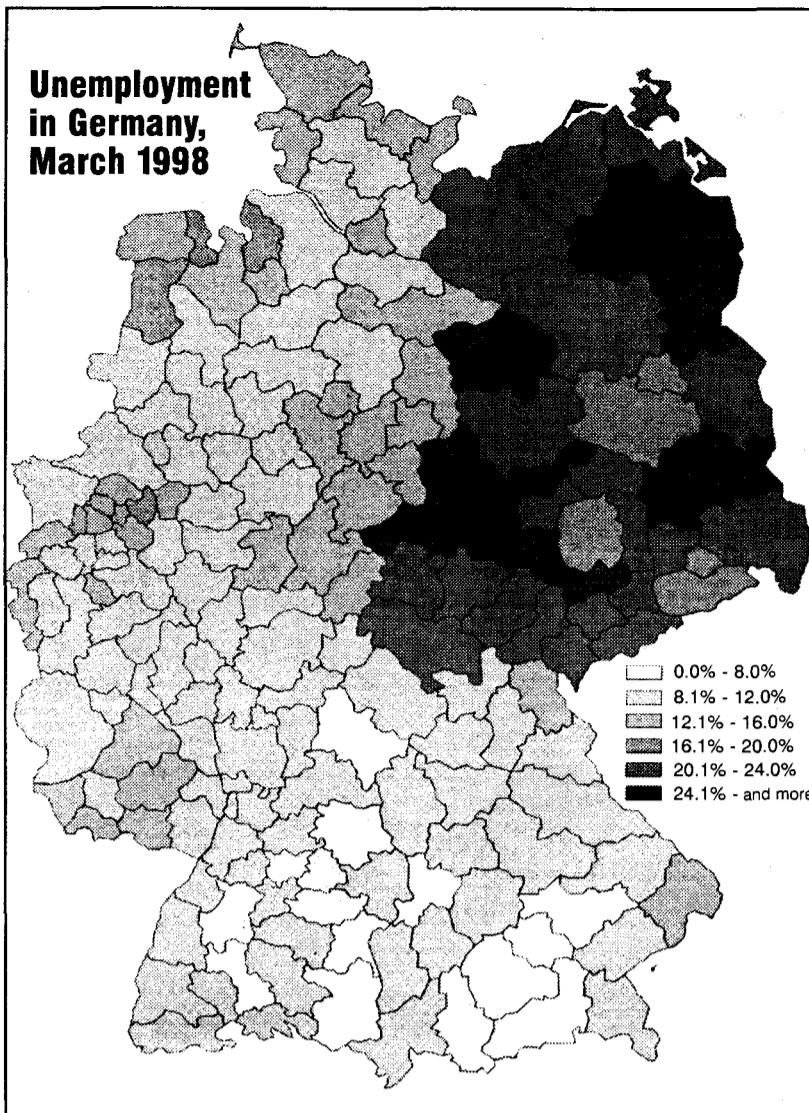 Unemployment
in Germany,
March 1998
0.0% - 8.0%
8.1% - 12.0%
12.1% - 16.0%
16.1% - 20.0%
20.1% - 24.0%
24.1% - and more